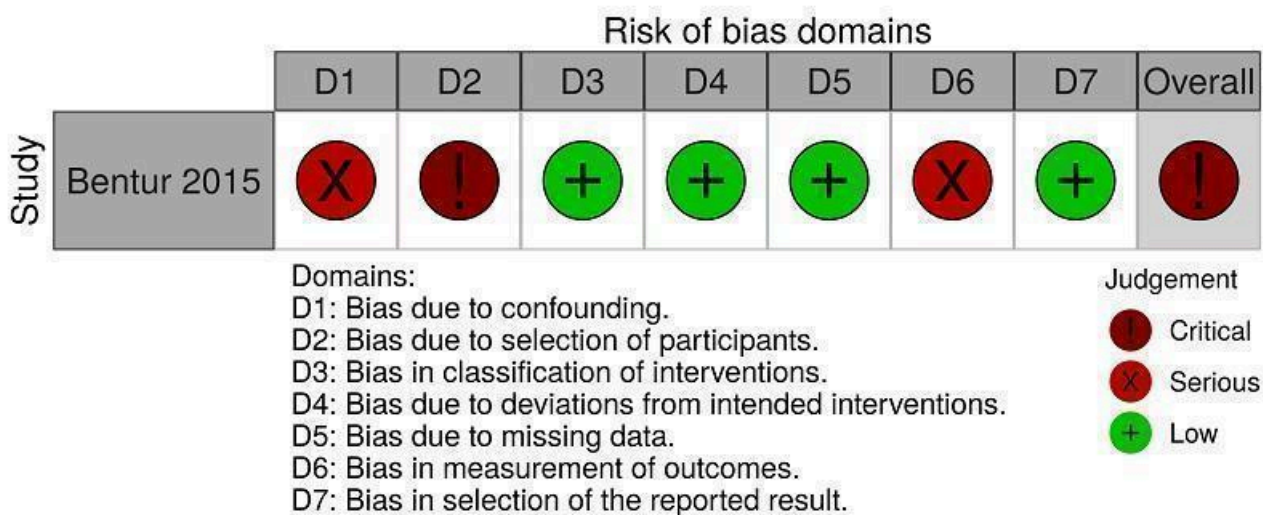 Risk of bias domains
D1 D2 D3 D4 D5 D6 D7 Overall
Study
Bentur 2015 X ! + + + X + !
Domains:
D1: Bias due to confounding.
D2: Bias due to selection of participants.
D3: Bias in classification of interventions.
D4: Bias due to deviations from intended interventions.
D5: Bias due to missing data.
D6: Bias in measurement of outcomes.
D7: Bias in selection of the reported result.
Judgement
! Critical
X Serious
+ Low